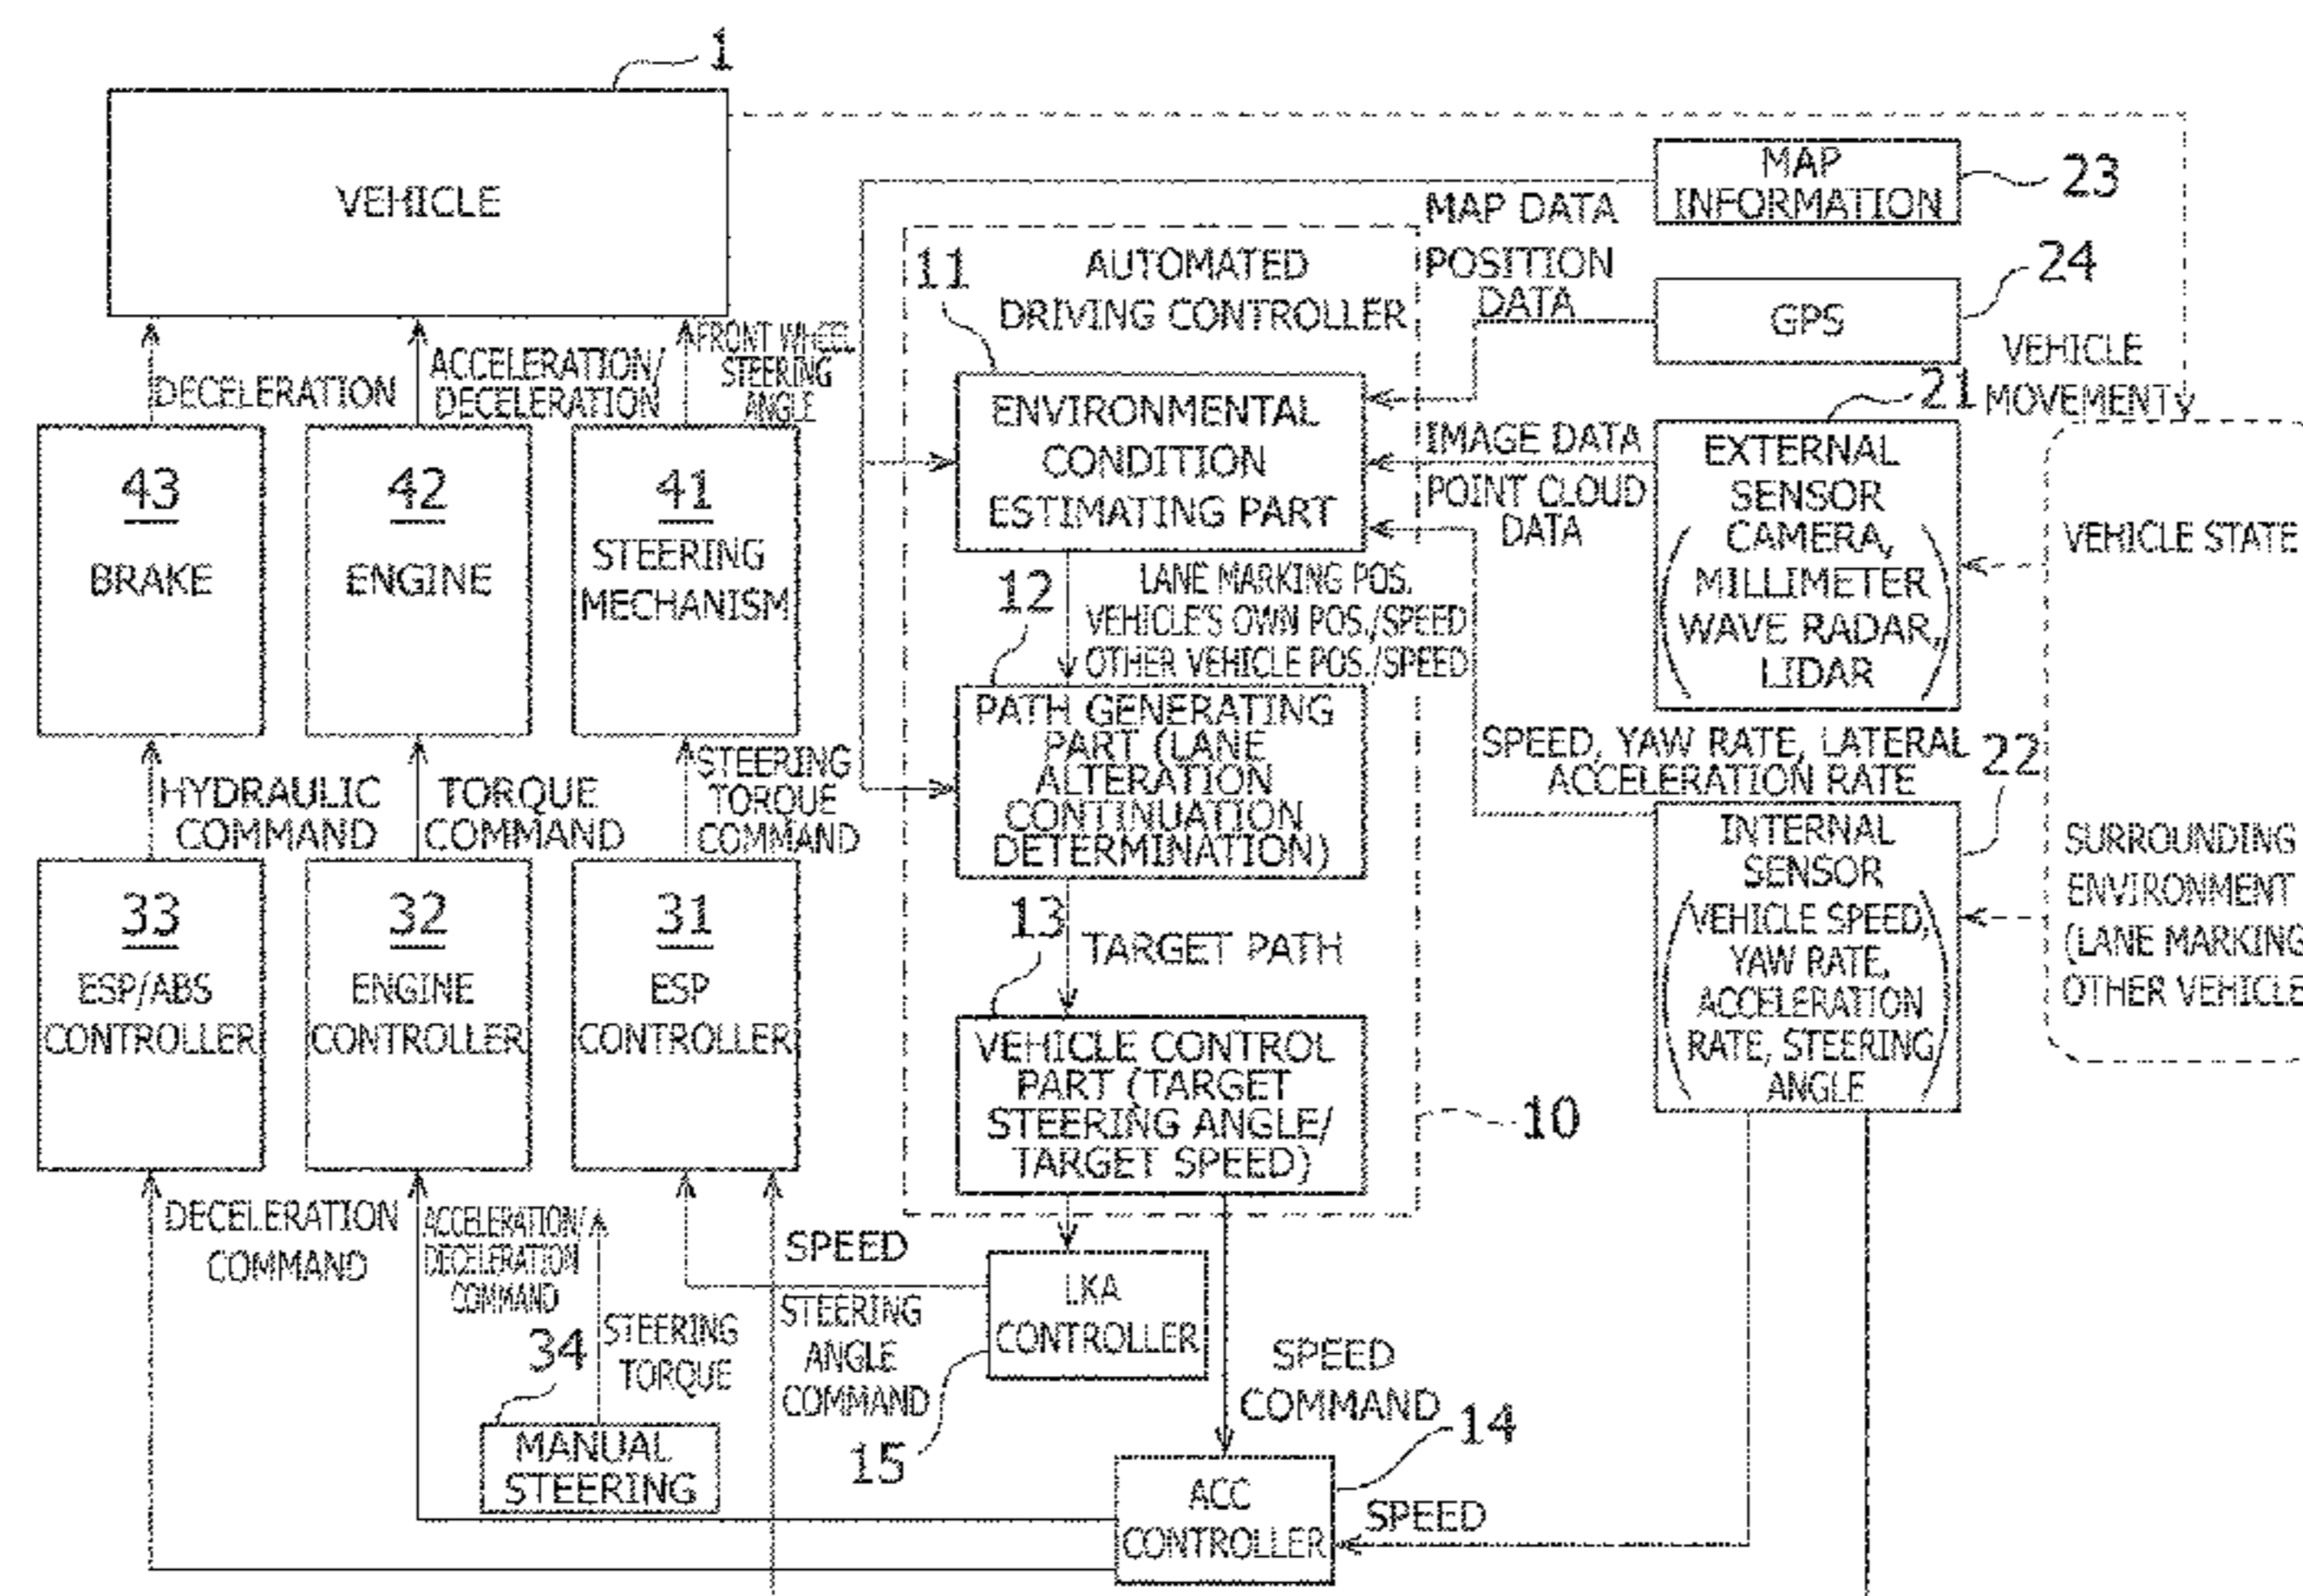 1
VEHICLE
MAP
INFORMATION
23
MAP DATA
AUTOMATED
DRIVING CONTROLLER
11
POSITION
DATA
GPS
24
VEHICLE
MOVEMENT
FRONT WHEEL
STEERING
ANGLE
ACCELERATION/
DECELERATION
DECELERATION
43
BRAKE
42
ENGINE
41
STEERING
MECHANISM
ENVIRONMENTAL
CONDITION
ESTIMATING PART
IMAGE DATA
POINT CLOUD
DATA
21
EXTERNAL
SENSOR
CAMERA,
MILLIMETER
WAVE RADAR,
LIDAR
VEHICLE STATE
12
LANE MARKING POS.
VEHICLE'S OWN POS./SPEED
OTHER VEHICLE POS./SPEED
PATH GENERATING
PART (LANE
ALTERATION
CONTINUATION
DETERMINATION)
HYDRAULIC
COMMAND
TORQUE
COMMAND
STEERING
TORQUE
COMMAND
SPEED, YAW RATE, LATERAL
ACCELERATION RATE
22
INTERNAL
SENSOR
(VEHICLE SPEED,
YAW RATE,
ACCELERATION
RATE, STEERING
ANGLE)
SURROUNDING
ENVIRONMENT
(LANE MARKING
OTHER VEHICLE
33
ESP/ABS
CONTROLLER
32
ENGINE
CONTROLLER
31
ESP
CONTROLLER
13
TARGET PATH
VEHICLE CONTROL
PART (TARGET
STEERING ANGLE/
TARGET SPEED)
10
DECELERATION
COMMAND
ACCELERATION/
DECELERATION
COMMAND
STEERING
TORQUE
34
MANUAL
STEERING
SPEED
STEERING
ANGLE
COMMAND
LKA
CONTROLLER
15
SPEED
COMMAND
14
ACC
CONTROLLER
SPEED